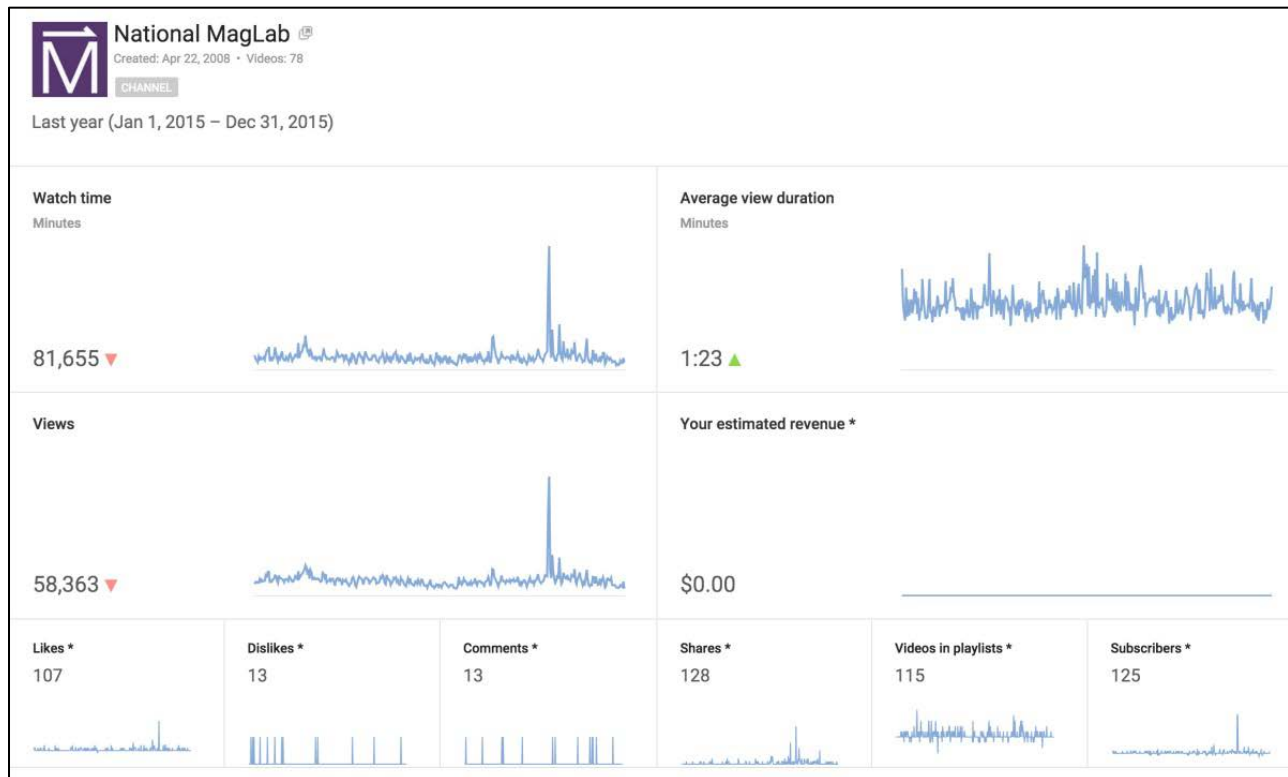 M
National MagLab
Created: Apr 22, 2008 • Videos: 78
CHANNEL
Last year (Jan 1, 2015 – Dec 31, 2015)
Watch time
Minutes
81,655
Average view duration
Minutes
1:23
Views
58,363
Your estimated revenue *
$0.00
Likes *
107
Dislikes *
13
Comments *
13
Shares *
128
Videos in playlists *
115
Subscribers *
125